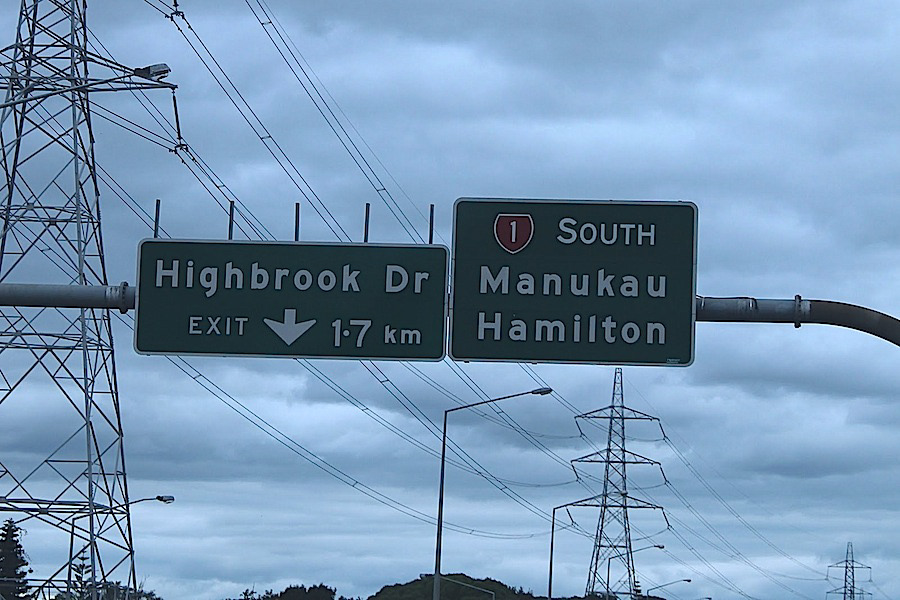 Highbrook Dr
EXIT 1·7 km
1 SOUTH
Manukau
Hamilton